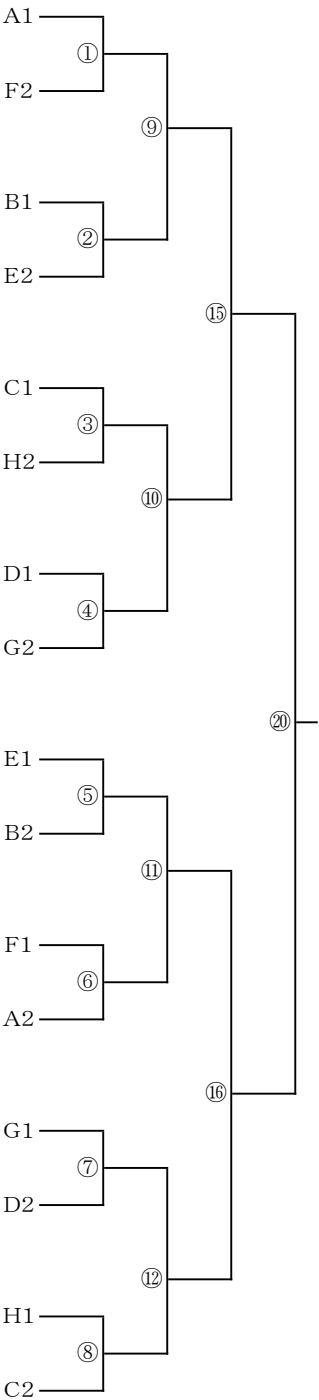 A1
①
F2
⑨
B1
②
E2
⑮
C1
③
H2
⑩
D1
④
G2
⑳
E1
⑤
B2
⑪
F1
⑥
A2
⑯
G1
⑦
D2
⑫
H1
⑧
C2